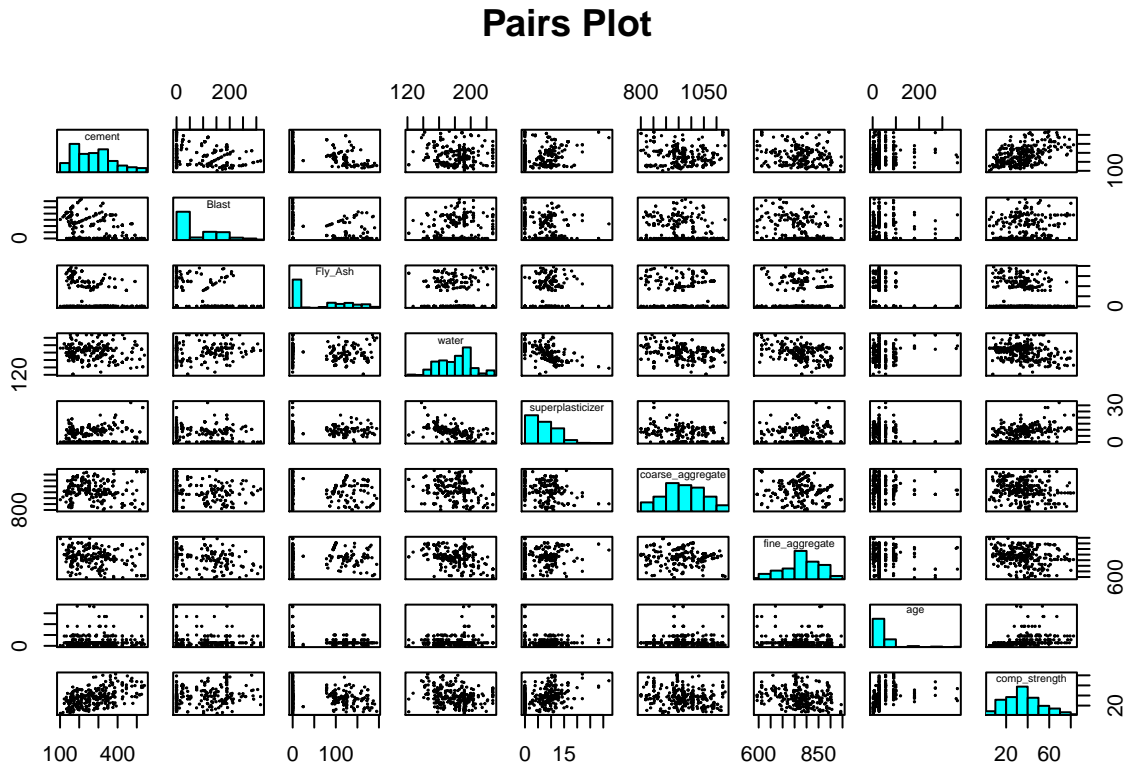 Pairs Plot
0 200 120 200 800 1050 0 200
cement
100
Blast
0
Fly_Ash
0
water
120
superplasticizer
0 30
coarse_aggregate
800
fine_aggregate
600
age
0
comp_strength
20
100 400 0 100 0 15 600 850 20 60